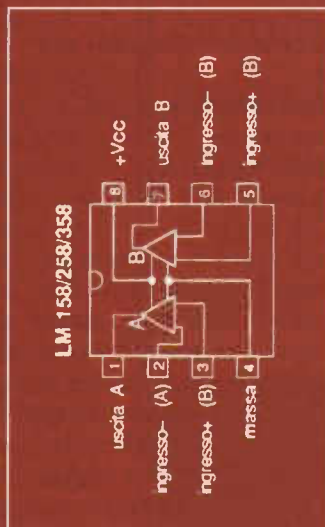 LM 158/258/358
uscita A
ingresso- (A)
ingresso+ (B)
massa
1
2
3
4
8
7
6
5
A
B
+Vcc
uscita B
ingresso- (B)
ingresso+ (B)